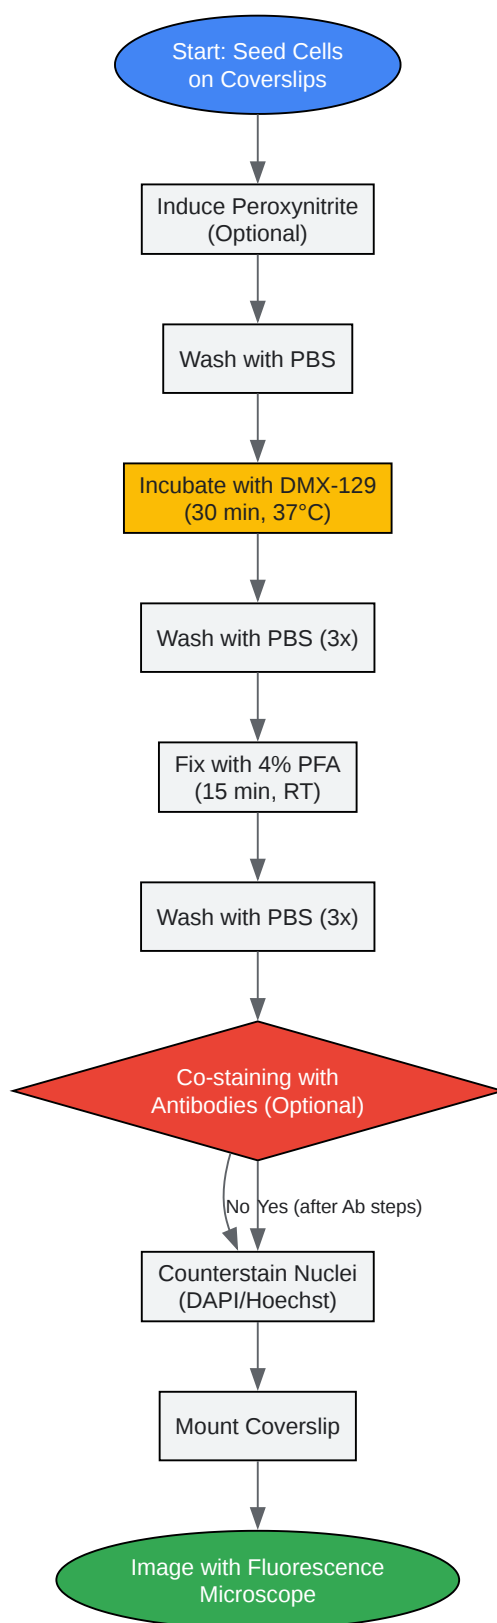 Start: Seed Cells
on Coverslips
Induce Peroxynitrite
(Optional)
Wash with PBS
Incubate with DMX-129
(30 min, 37°C)
Wash with PBS (3x)
Fix with 4% PFA
(15 min, RT)
Wash with PBS (3x)
Co-staining with
Antibodies (Optional)
No Yes (after Ab steps)
Counterstain Nuclei
(DAPI/Hoechst)
Mount Coverslip
Image with Fluorescence
Microscope